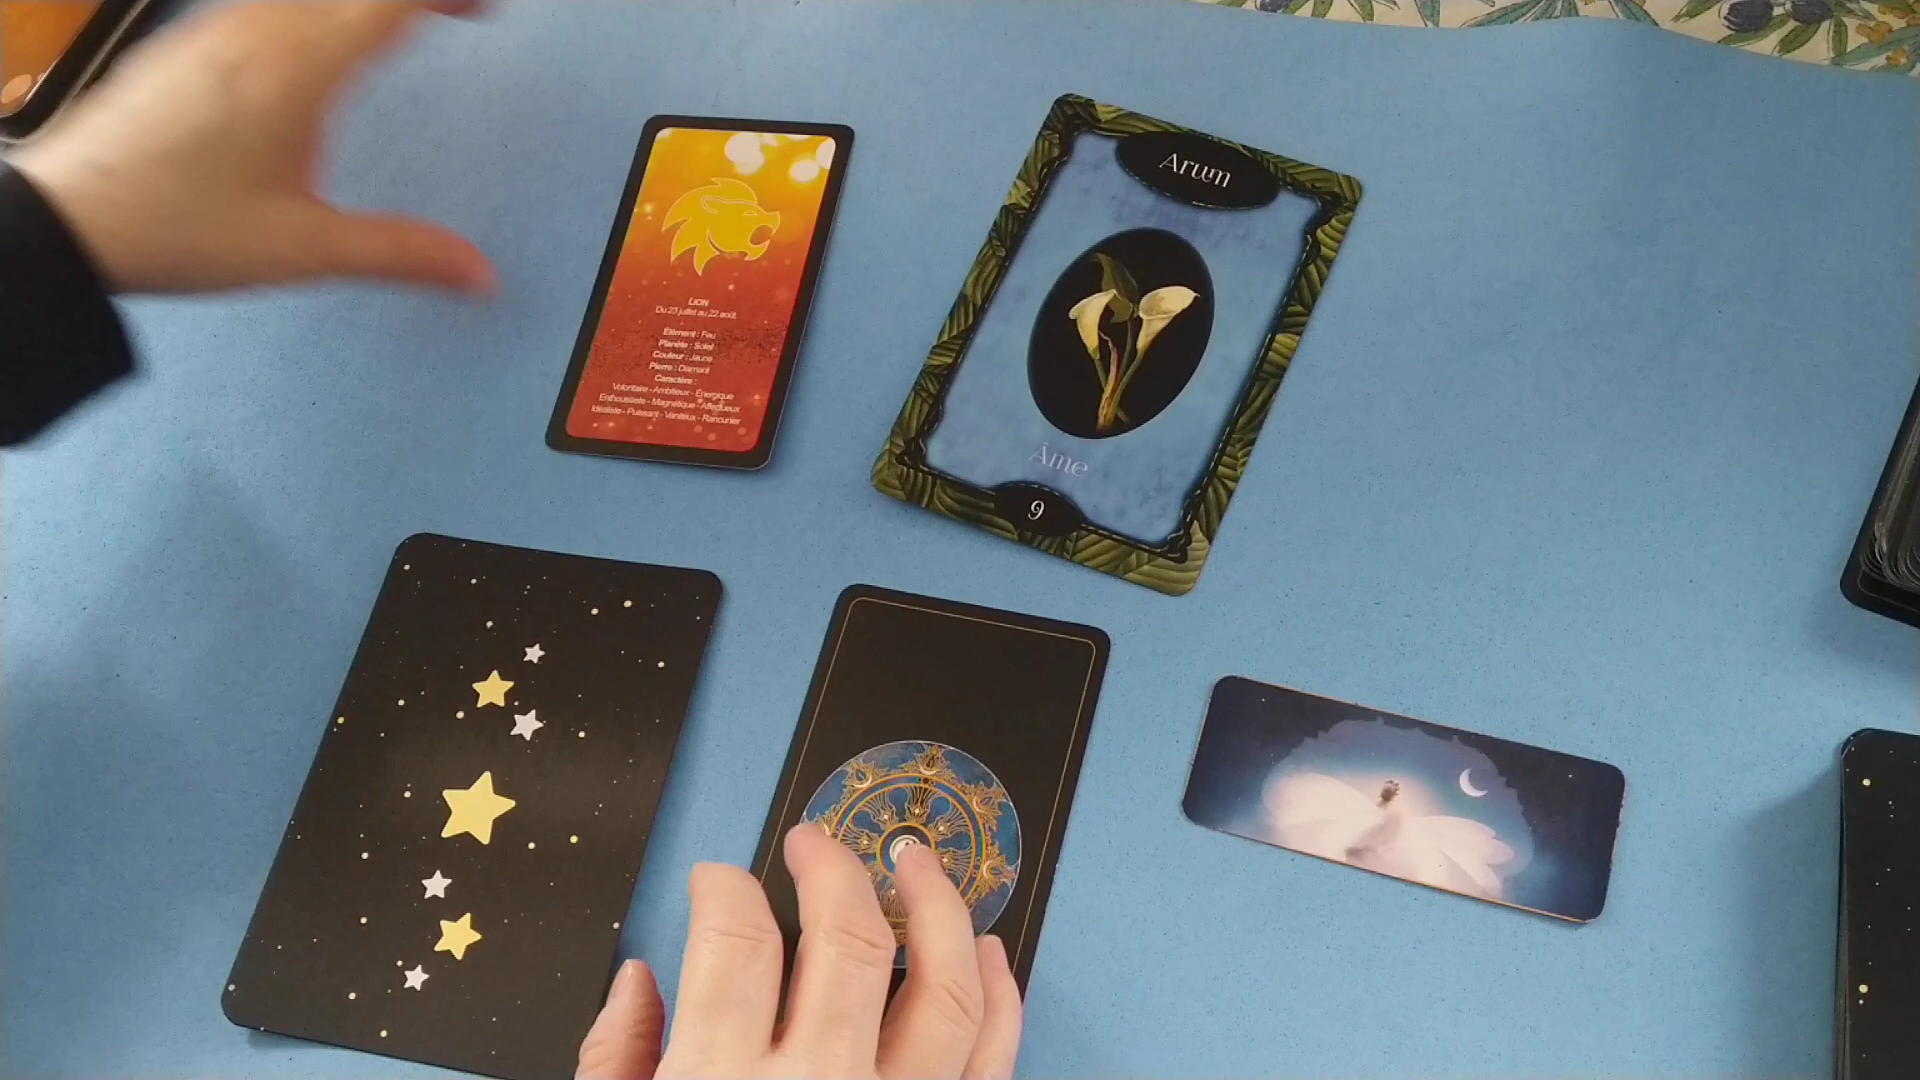 LION
Du 23 juillet au 22 août
Élément : Feu
Planète : Soleil
Couleur : Jaune
Pierre : Diamant
Caractère :
Volontaire - Ambitieux - Énergique
Enthousiaste - Magnétique - Affectueux
Idéaliste - Puissant - Vaniteux - Rancunier
Arum
Âme
9